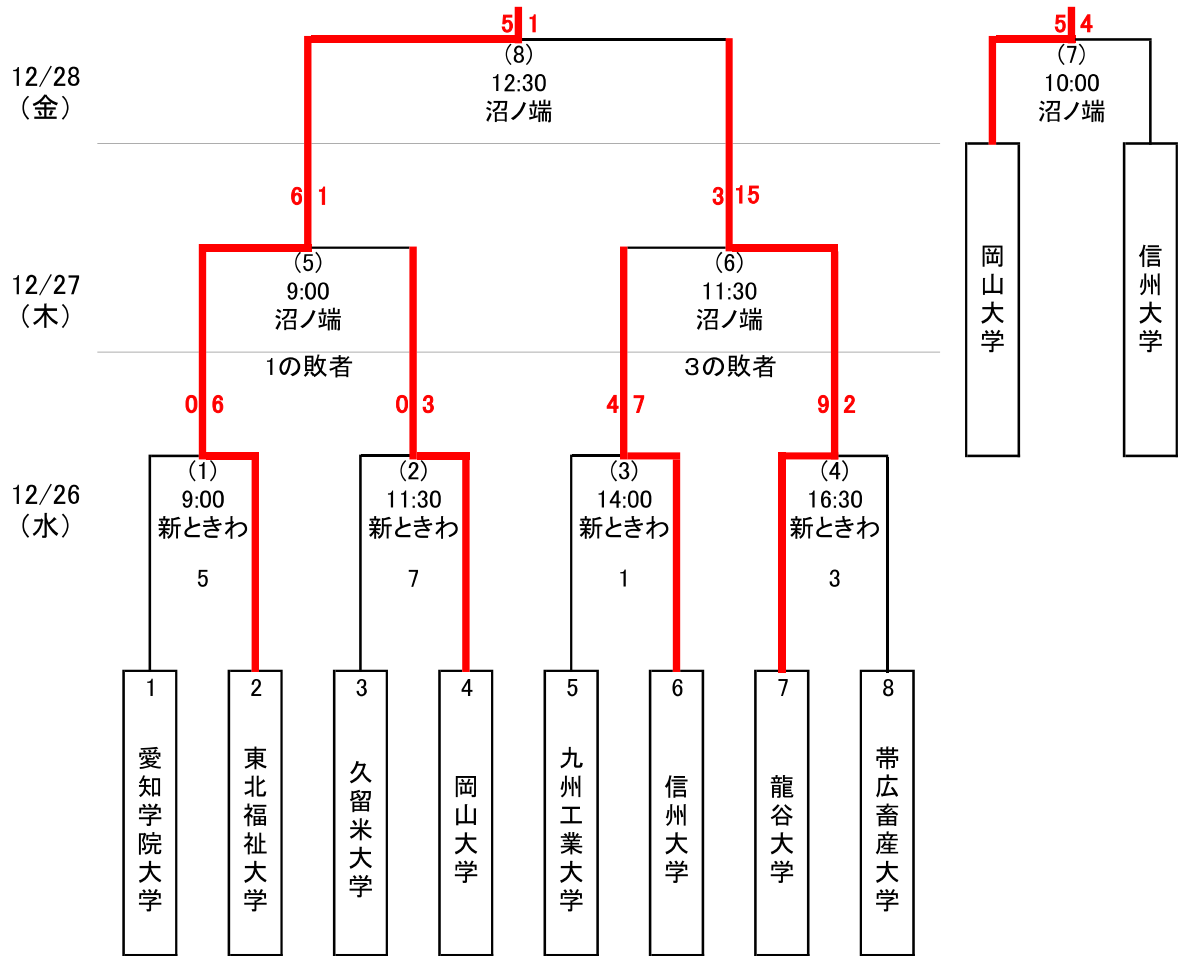 5 1
(8)
12:30
沼ノ端
5 4
(7)
10:00
沼ノ端
12/28
(金)
6 1
3 15
岡山大学
信州大学
12/27
(木)
(5)
9:00
沼ノ端
(6)
11:30
沼ノ端
1の敗者
3の敗者
0 6
0 3
4 7
9 2
12/26
(水)
(1)
9:00
新ときわ
5
(2)
11:30
新ときわ
7
(3)
14:00
新ときわ
1
(4)
16:30
新ときわ
3
1
愛知学院大学
2
東北福祉大学
3
久留米大学
4
岡山大学
5
九州工業大学
6
信州大学
7
龍谷大学
8
帯広畜産大学